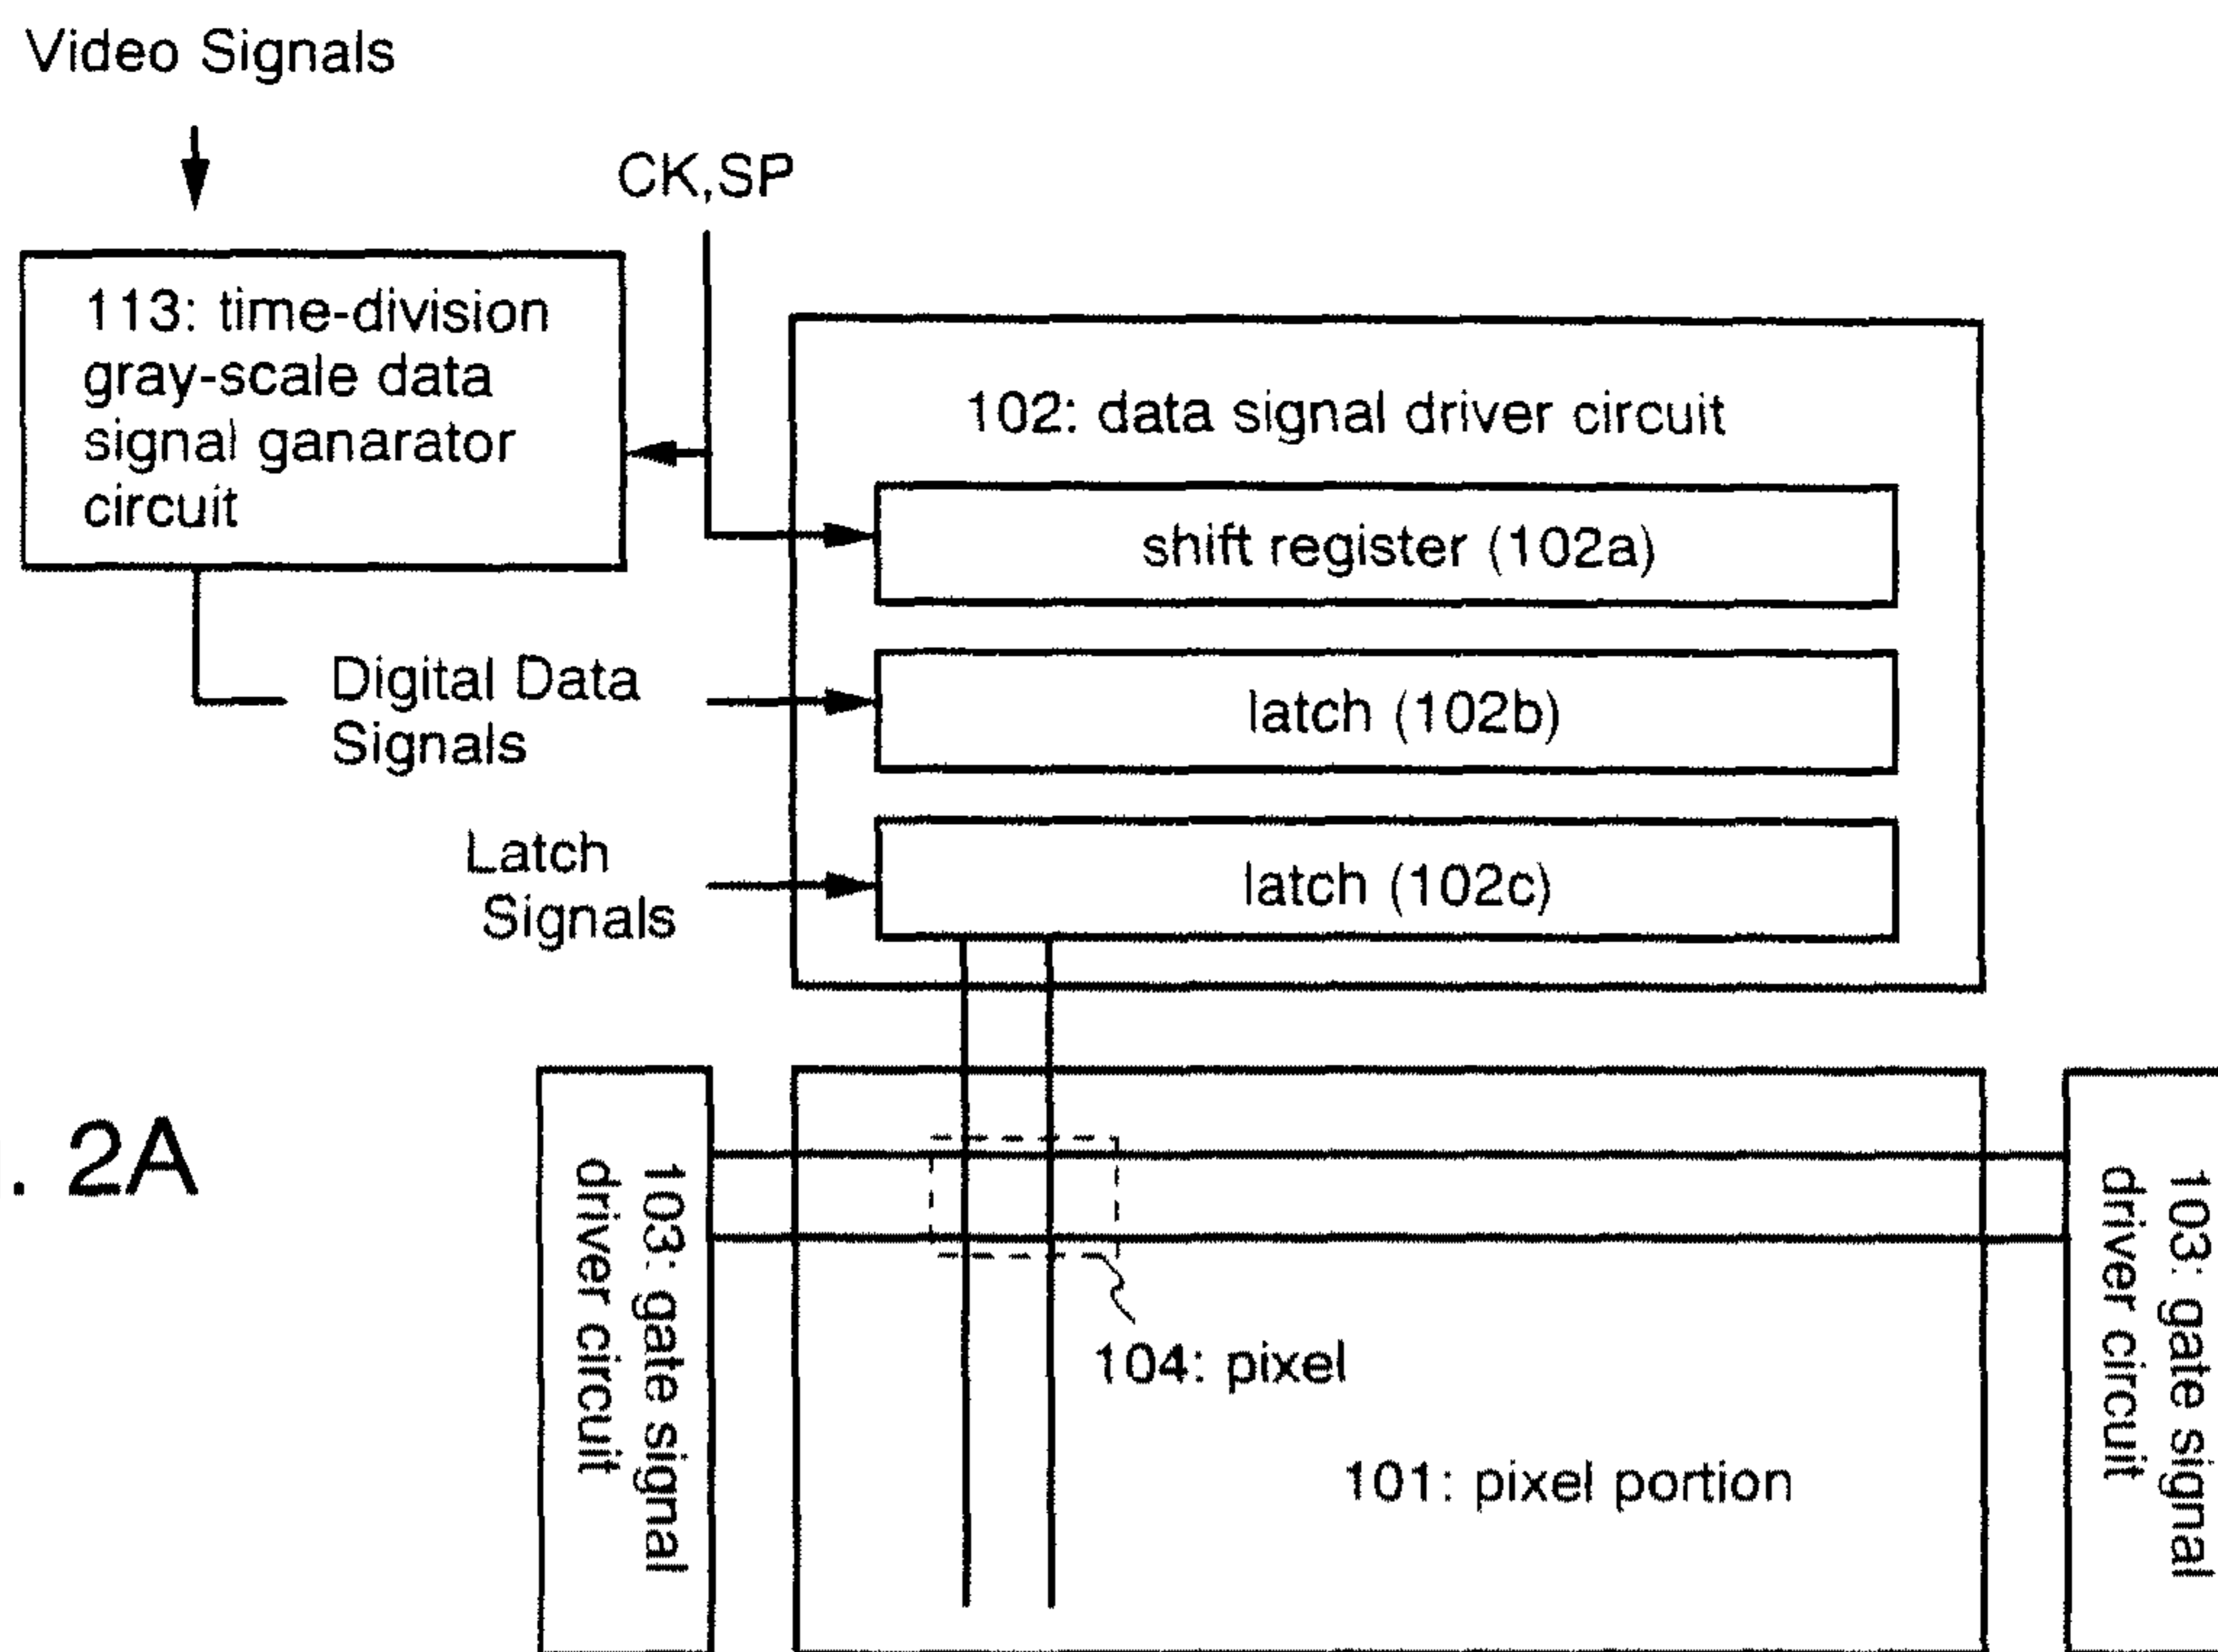 Video Signals
CK,SP
113: time-division
gray-scale data
signal ganarator
circuit
102: data signal driver circuit
shift register (102a)
Digital Data
Signals
latch (102b)
Latch
Signals
latch (102c)
. 2A
103: gate signal
driver circuit
104: pixel
101: pixel portion
103: gate signal
driver circuit